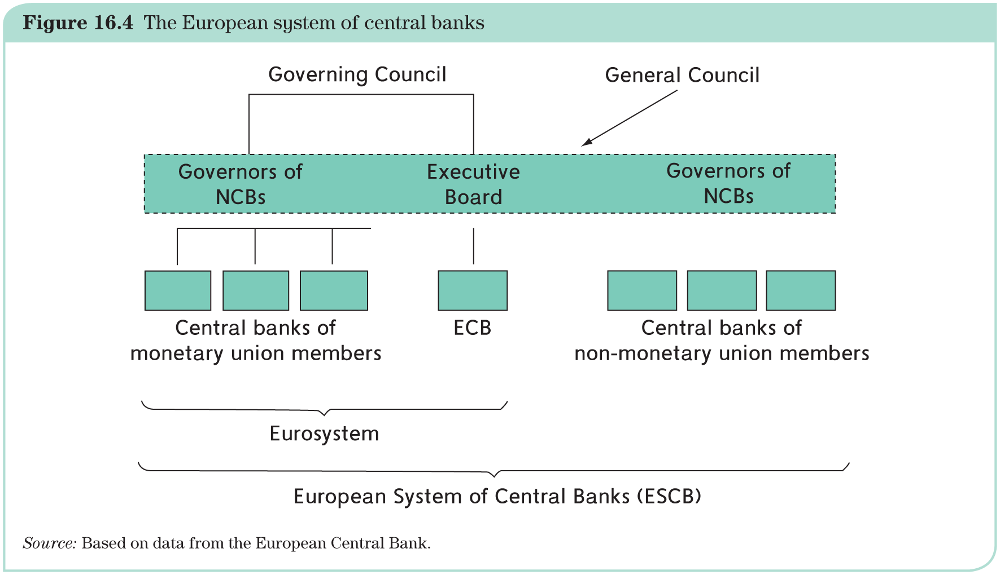 Figure 16.4 The European system of central banks
Governing Council
General Council
Governors of
NCBs
Executive
Board
Governors of
NCBs
Central banks of
monetary union members
ECB
Central banks of
non-monetary union members
Eurosystem
European System of Central Banks (ESCB)
Source: Based on data from the European Central Bank.